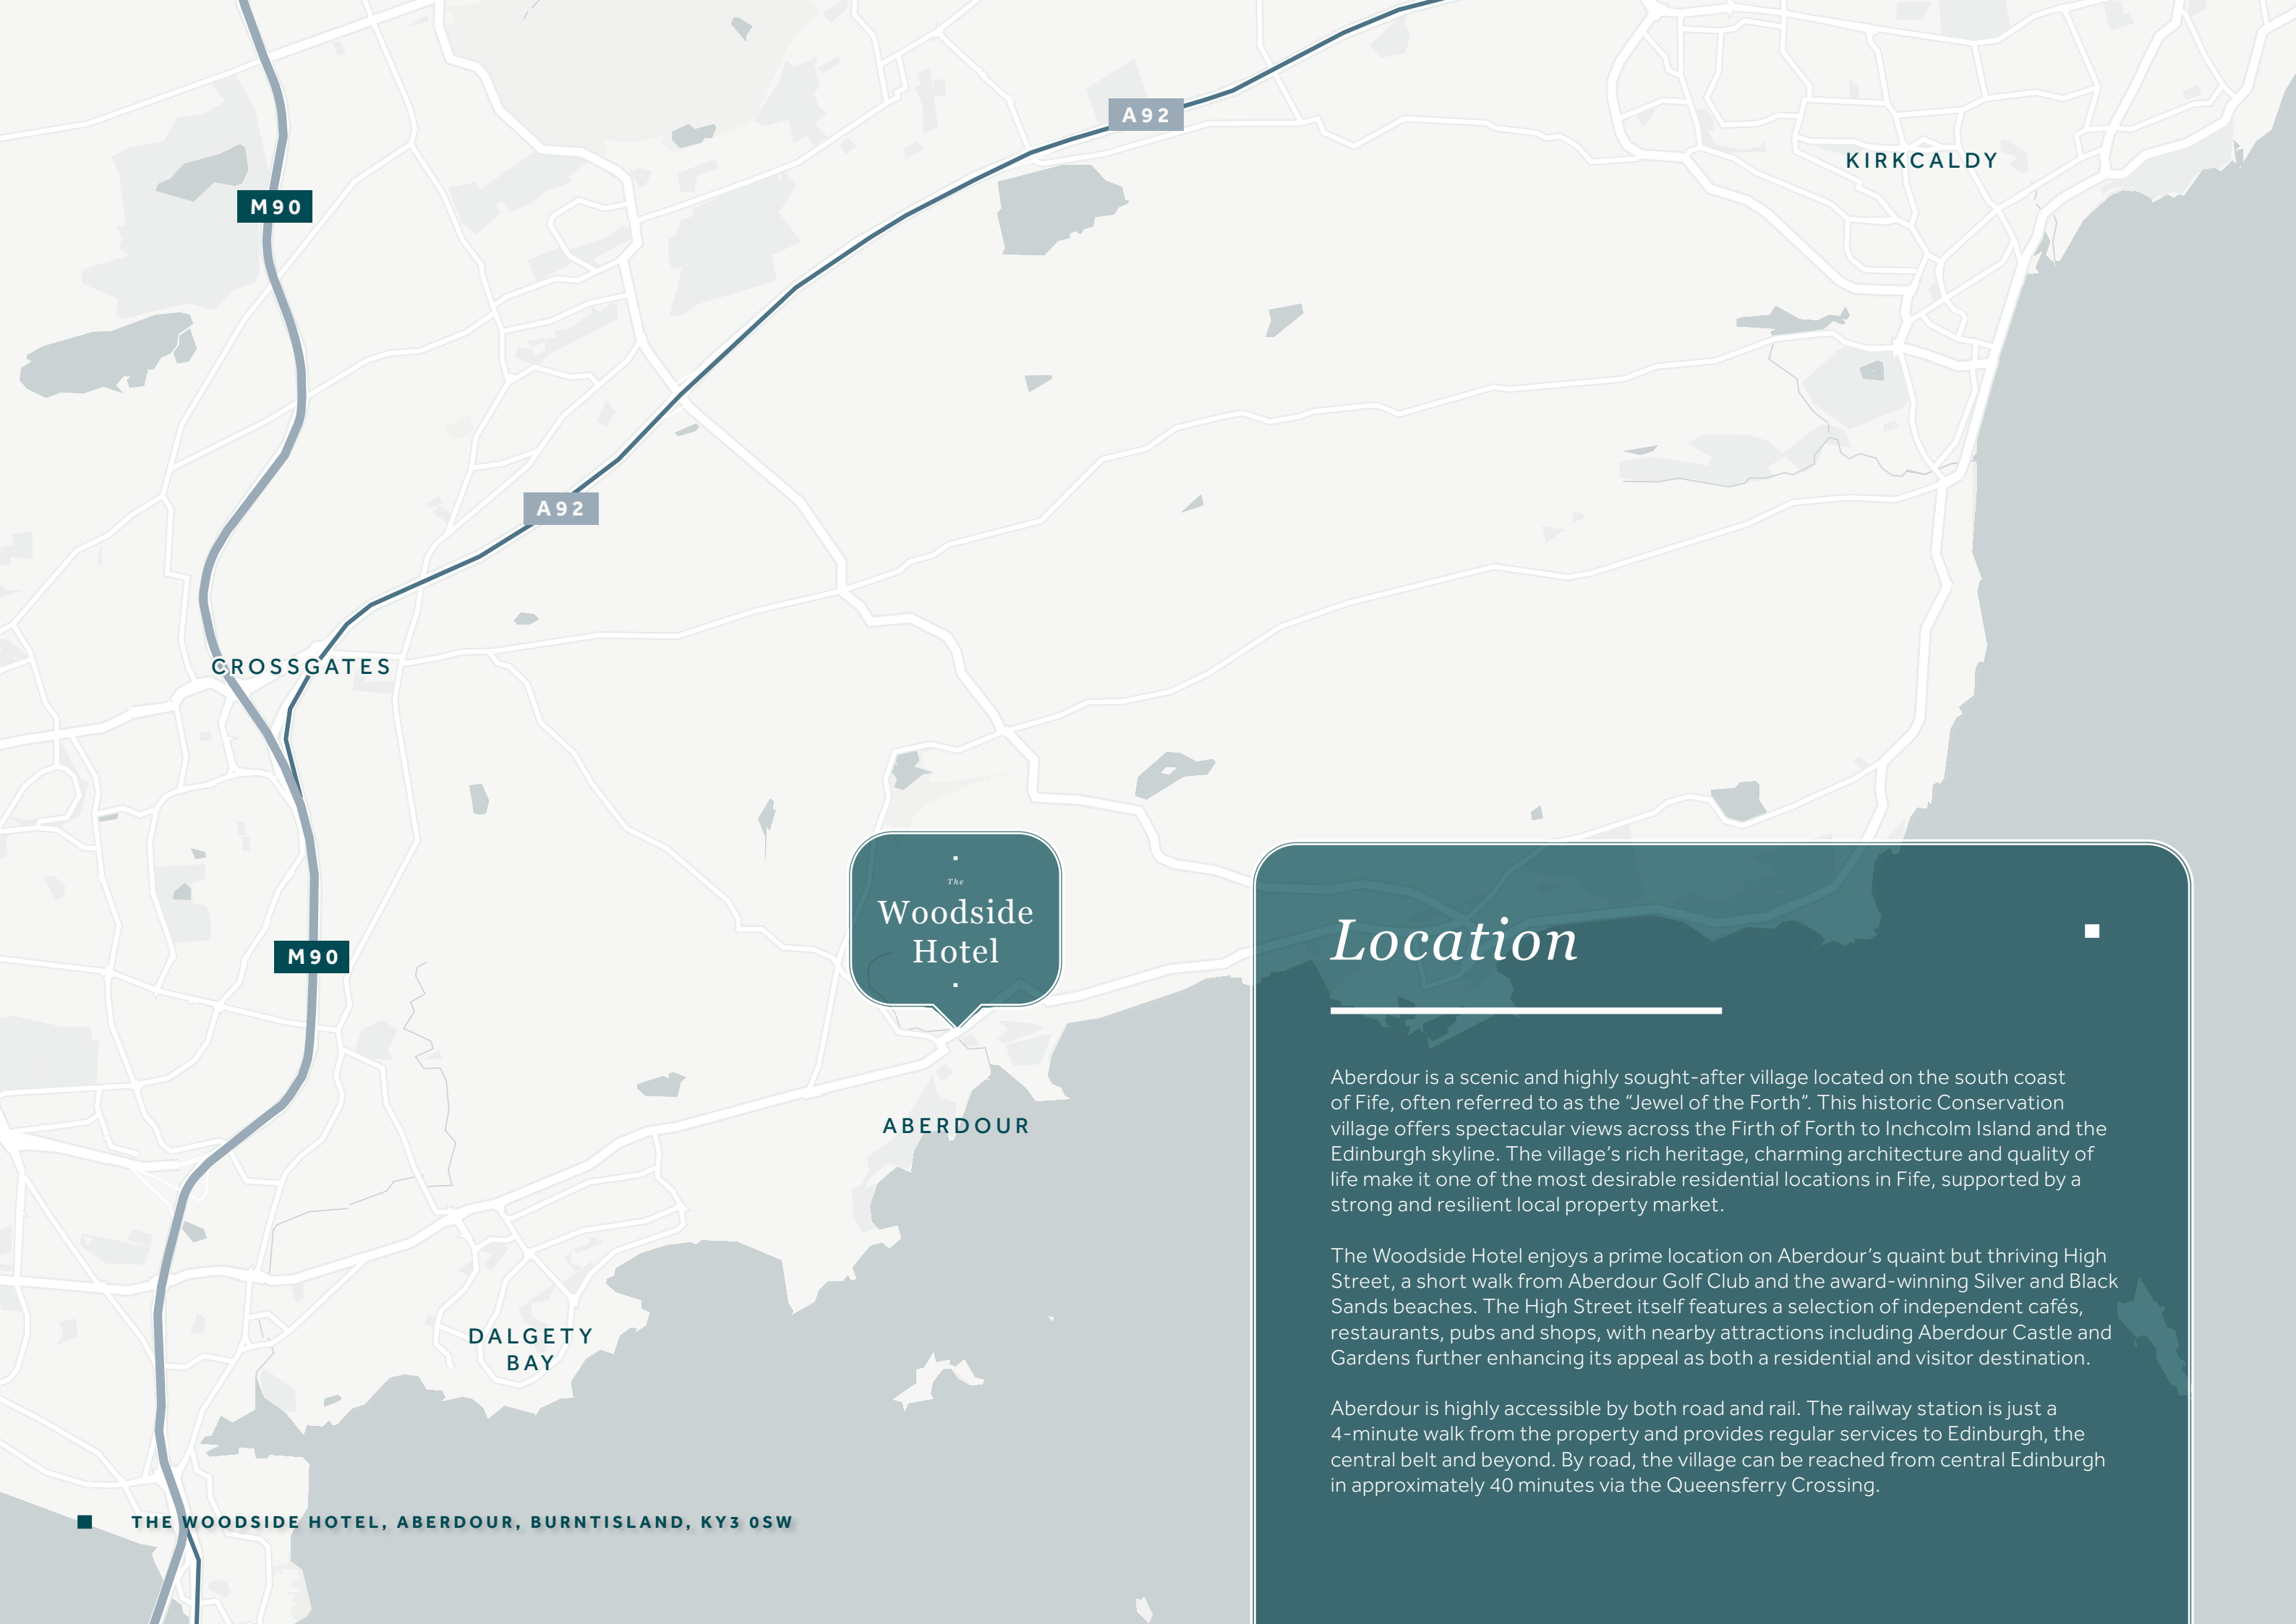 A92
KIRKCALDY
M90
A92
CROSSGATES
The
Woodside
Hotel
M90
ABERDOUR
DALGETY
BAY
THE WOODSIDE HOTEL, ABERDOUR, BURNTISLAND, KY3 0SW
Location
Aberdour is a scenic and highly sought-after village located on the south coast
of Fife, often referred to as the “Jewel of the Forth”. This historic Conservation
village offers spectacular views across the Firth of Forth to Inchcolm Island and the
Edinburgh skyline. The village’s rich heritage, charming architecture and quality of
life make it one of the most desirable residential locations in Fife, supported by a
strong and resilient local property market.
The Woodside Hotel enjoys a prime location on Aberdour’s quaint but thriving High
Street, a short walk from Aberdour Golf Club and the award-winning Silver and Black
Sands beaches. The High Street itself features a selection of independent cafés,
restaurants, pubs and shops, with nearby attractions including Aberdour Castle and
Gardens further enhancing its appeal as both a residential and visitor destination.
Aberdour is highly accessible by both road and rail. The railway station is just a
4-minute walk from the property and provides regular services to Edinburgh, the
central belt and beyond. By road, the village can be reached from central Edinburgh
in approximately 40 minutes via the Queensferry Crossing.